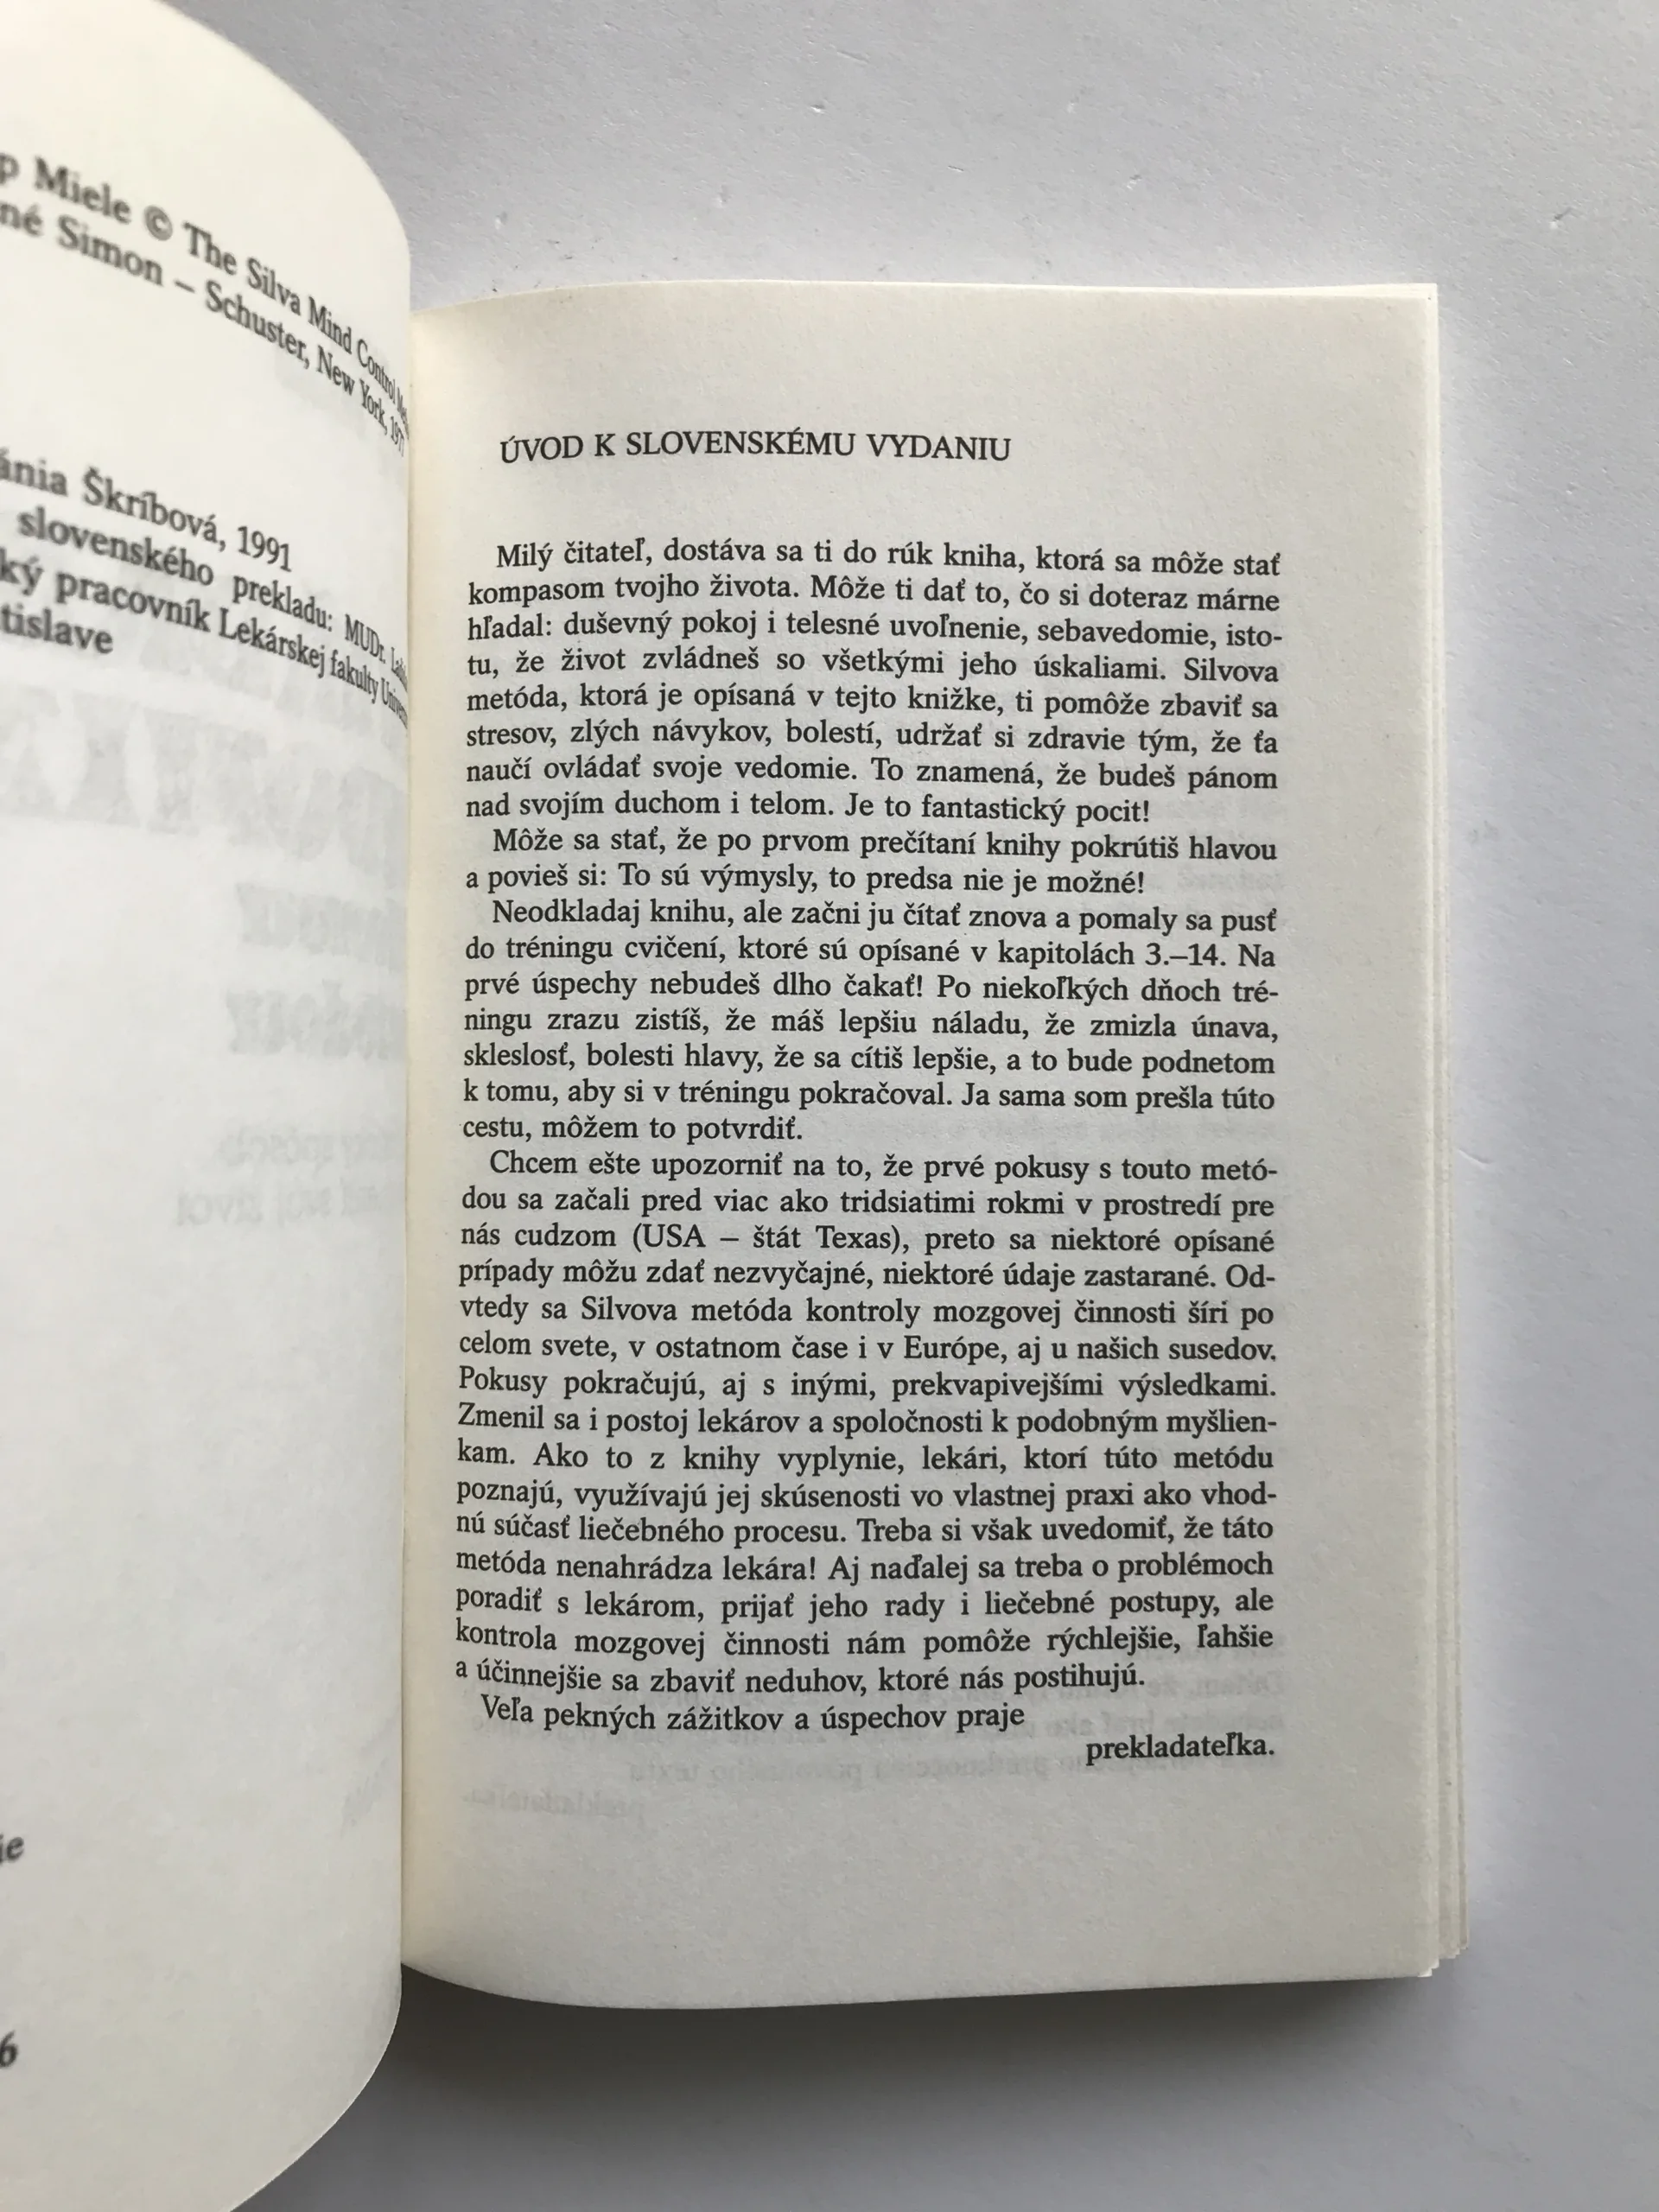 p Miele © The Silva Mind Control
né Simon – Schuster, New York, 197
ánia Škríbová, 1991
slovenského prekladu: MUDr.
ký pracovník Lekárskej fakulty
tislave
ie
6
ÚVOD K SLOVENSKÉMU VYDANIU
Milý čitateľ, dostáva sa ti do rúk kniha, ktorá sa môže stať
kompasom tvojho života. Môže ti dať to, čo si doteraz márne
hľadal: duševný pokoj i telesné uvoľnenie, sebavedomie, isto-
tu, že život zvládneš so všetkými jeho úskaliami. Silvova
metóda, ktorá je opísaná v tejto knižke, ti pomôže zbaviť sa
stresov, zlých návykov, bolestí, udržať si zdravie tým, že ťa
naučí ovládať svoje vedomie. To znamená, že budeš pánom
nad svojím duchom i telom. Je to fantastický pocit!
Môže sa stať, že po prvom prečítaní knihy pokrútiš hlavou
a povieš si: To sú výmysly, to predsa nie je možné!
Neodkladaj knihu, ale začni ju čítať znova a pomaly sa pusť
do tréningu cvičení, ktoré sú opísané v kapitolách 3.–14. Na
prvé úspechy nebudeš dlho čakať! Po niekoľkých dňoch tré-
ningu zrazu zistíš, že máš lepšiu náladu, že zmizla únava,
skleslosť, bolesti hlavy, že sa cítiš lepšie, a to bude podnetom
k tomu, aby si v tréningu pokračoval. Ja sama som prešla túto
cestu, môžem to potvrdiť.
Chcem ešte upozorniť na to, že prvé pokusy s touto metó-
dou sa začali pred viac ako tridsiatimi rokmi v prostredí pre
nás cudzom (USA – štát Texas), preto sa niektoré opísané
prípady môžu zdať nezvyčajné, niektoré údaje zastarané. Od-
vtedy sa Silvova metóda kontroly mozgovej činnosti šíri po
celom svete, v ostatnom čase i v Európe, aj u našich susedov.
Pokusy pokračujú, aj s inými, prekvapivejšími výsledkami.
Zmenil sa i postoj lekárov a spoločnosti k podobným myšlien-
kam. Ako to z knihy vyplynie, lekári, ktorí túto metódu
poznajú, využívajú jej skúsenosti vo vlastnej praxi ako vhod-
nú súčasť liečebného procesu. Treba si však uvedomiť, že táto
metóda nenahrádza lekára! Aj naďalej sa treba o problémoch
poradiť s lekárom, prijať jeho rady i liečebné postupy, ale
kontrola mozgovej činnosti nám pomôže rýchlejšie, ľahšie
a účinnejšie sa zbaviť neduhov, ktoré nás postihujú.
Veľa pekných zážitkov a úspechov praje
prekladateľka.